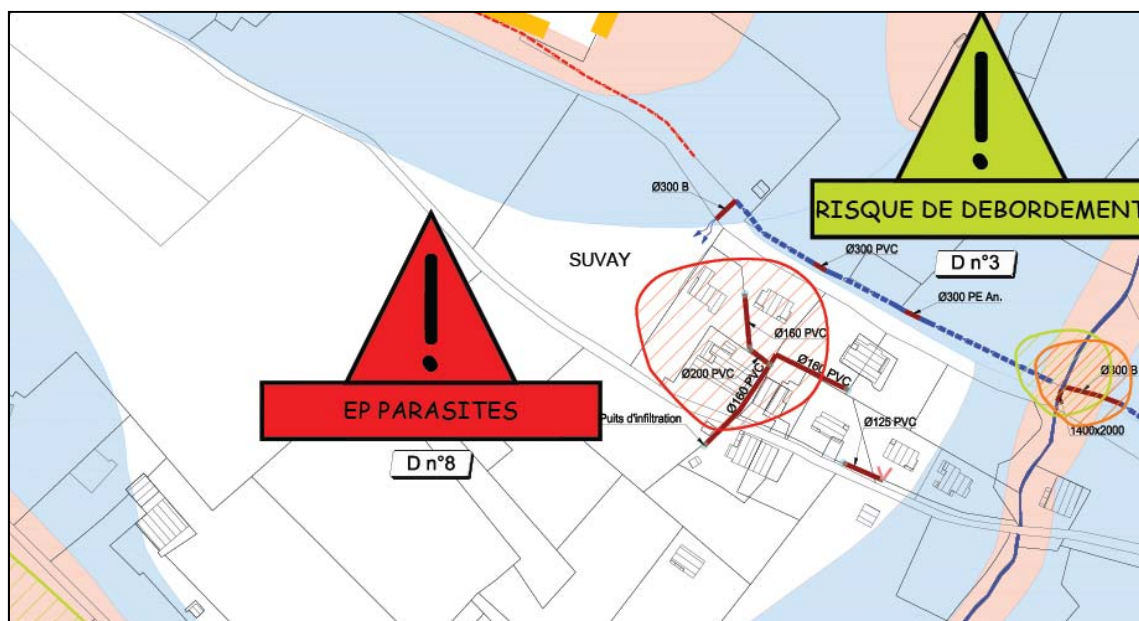 RISQUE DE DEBORDEMENT
D n°3
Ø300 B
Ø300 PVC
SUVAY
Ø300 PE An.
Ø160 PVC
Ø200 PVC
Ø160 PVC
Ø160 PVC
Ø300 B
EP PARASITES
Puits d'infiltration
Ø125 PVC
1400x2000
D n°8